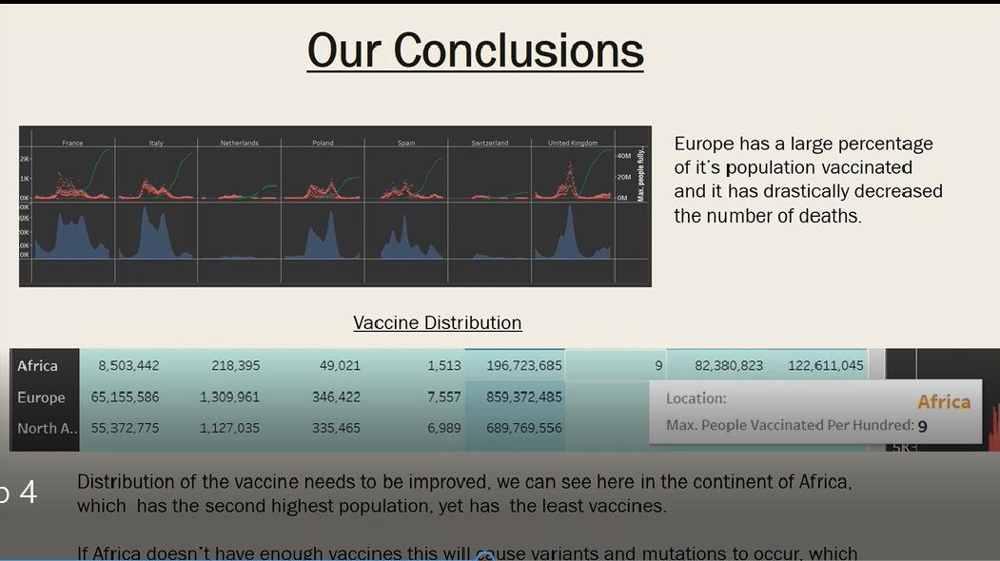 Our Conclusions
France Italy Netherlands Poland Spain Switzerland United Kingdom
1K
0K
40M
20M
0M
Max. people fully..
Europe has a large percentage
of it's population vaccinated
and it has drastically decreased
the number of deaths.
Vaccine Distribution
Africa 8,503,442 218,395 49,021 1,513 196,723,685 9 82,380,823 122,611,045
Europe 65,155,586 1,309,961 346,422 7,557 859,372,485
North A.. 55,372,775 1,127,035 335,465 6,989 689,769,556
Location: Africa
Max. People Vaccinated Per Hundred: 9
5K
4
Distribution of the vaccine needs to be improved, we can see here in the continent of Africa,
which has the second highest population, yet has the least vaccines.
If Africa doesn't have enough vaccines this will cause variants and mutations to occur, which